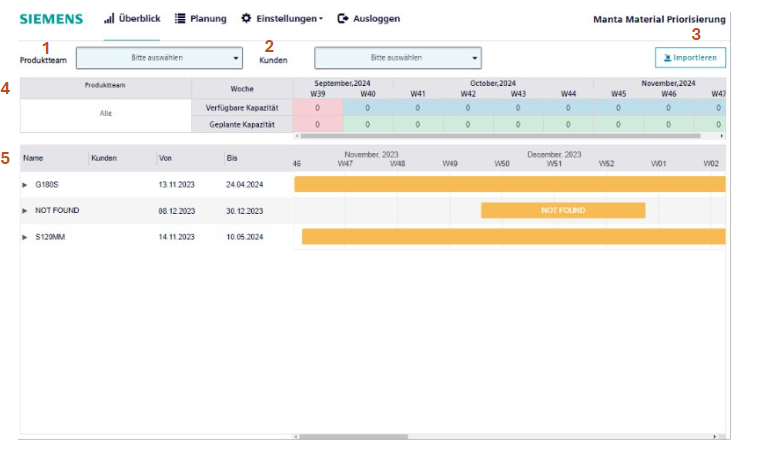 SIEMENS Überblick Planung Einstellungen Ausloggen Manta Material Priorisierung
1 2 3
Produktteam Bitte auswählen Kunden Bitte auswählen Importieren
4 Produktteam Woche September,2024 October,2024 November,2024
W39 W40 W41 W42 W43 W44 W45 W46 W47
Alle Verfügbare Kapazität 0 0 0 0 0 0 0 0 0
Geplante Kapazität 0 0 0 0 0 0 0 0 0
5 Name Kunden Von Bis November, 2023 December, 2023
46 W47 W48 W49 W50 W51 W52 W01 W02
G180S 13.11.2023 24.04.2024
NOT FOUND 08.12.2023 30.12.2023 NOT FOUND
S120MM 14.11.2023 10.05.2024